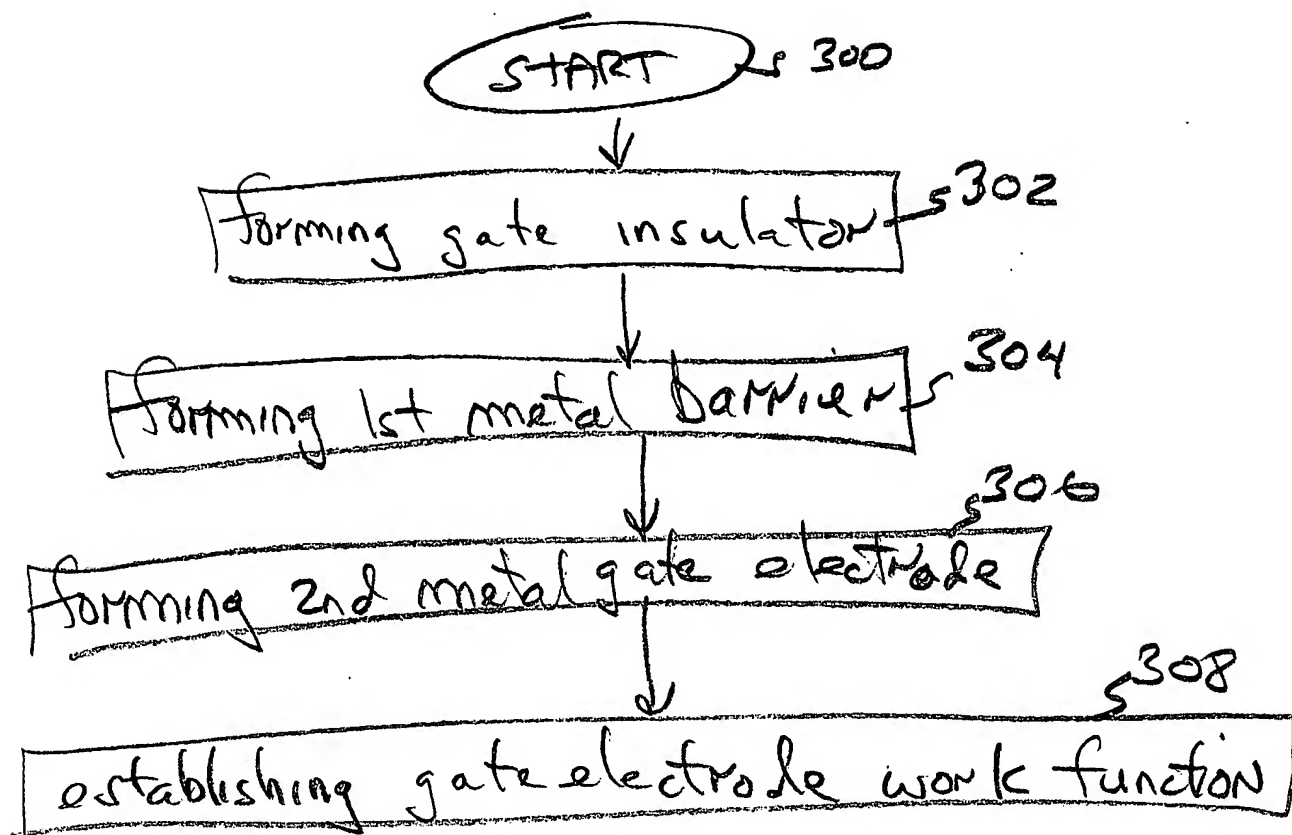 START 300
forming gate insulator 302
forming 1st metal barrier 304
306
forming 2nd metal gate electrode
308
establishing gate electrode work function